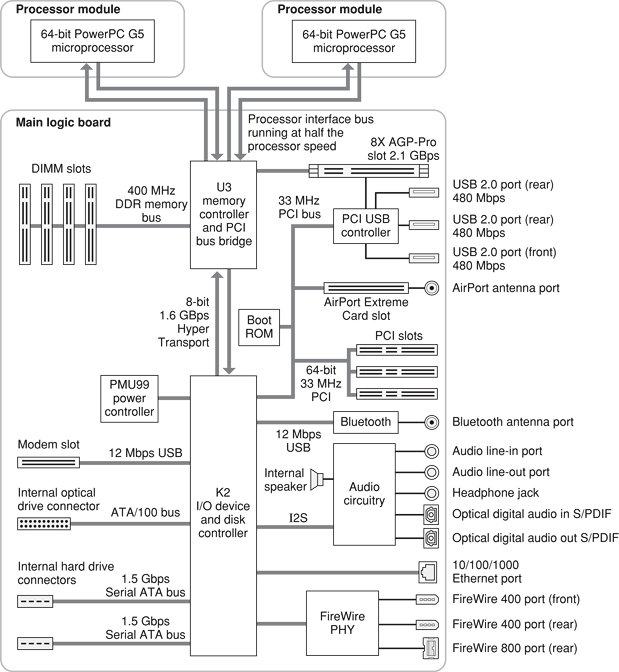 Processor module
64-bit PowerPC G5
microprocessor
Processor module
64-bit PowerPC G5
microprocessor
Main logic board
Processor interface bus
running at half the
processor speed
8X AGP-Pro
slot 2.1 GBps
DIMM slots
400 MHz
DDR memory
bus
U3
memory
controller
and PCI
bus bridge
33 MHz
PCI bus
PCI USB
controller
USB 2.0 port (rear)
480 Mbps
USB 2.0 port (rear)
480 Mbps
USB 2.0 port (front)
480 Mbps
8-bit
1.6 GBps
Hyper
Transport
Boot
ROM
AirPort Extreme
Card slot
AirPort antenna port
PCI slots
64-bit
33 MHz
PCI
PMU99
power
controller
Bluetooth
Bluetooth antenna port
12 Mbps
USB
Modem slot
12 Mbps USB
Internal
speaker
Audio
circuitry
Audio line-in port
Audio line-out port
Headphone jack
Optical digital audio in S/PDIF
Optical digital audio out S/PDIF
Internal optical
drive connector
ATA/100 bus
K2
I/O device
and disk
controller
I2S
Internal hard drive
connectors
1.5 Gbps
Serial ATA bus
1.5 Gbps
Serial ATA bus
10/100/1000
Ethernet port
FireWire
PHY
FireWire 400 port (front)
FireWire 400 port (rear)
FireWire 800 port (rear)